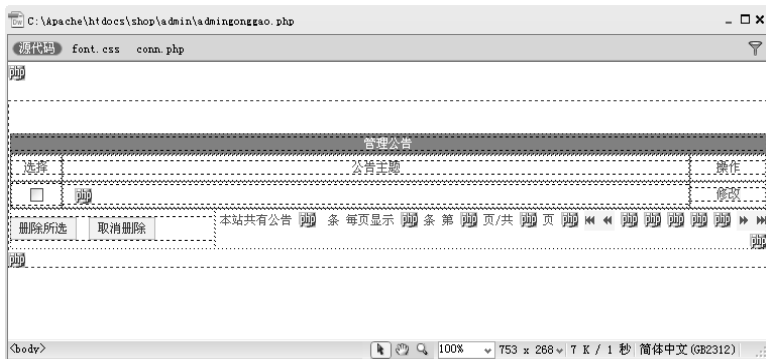 Dw C:\Apache\htdocs\shop\admin\admingonggao.php
源代码 font.css conn.php
php
管理公告
选择 公告主题 操作
php 修改
删除所选 取消删除 本站共有公告 php 条 每页显示 php 条 第 php 页/共 php 页 php php php php php php
php
php
<body> 100% 753 x 268 7 K / 1 秒 简体中文(GB2312)